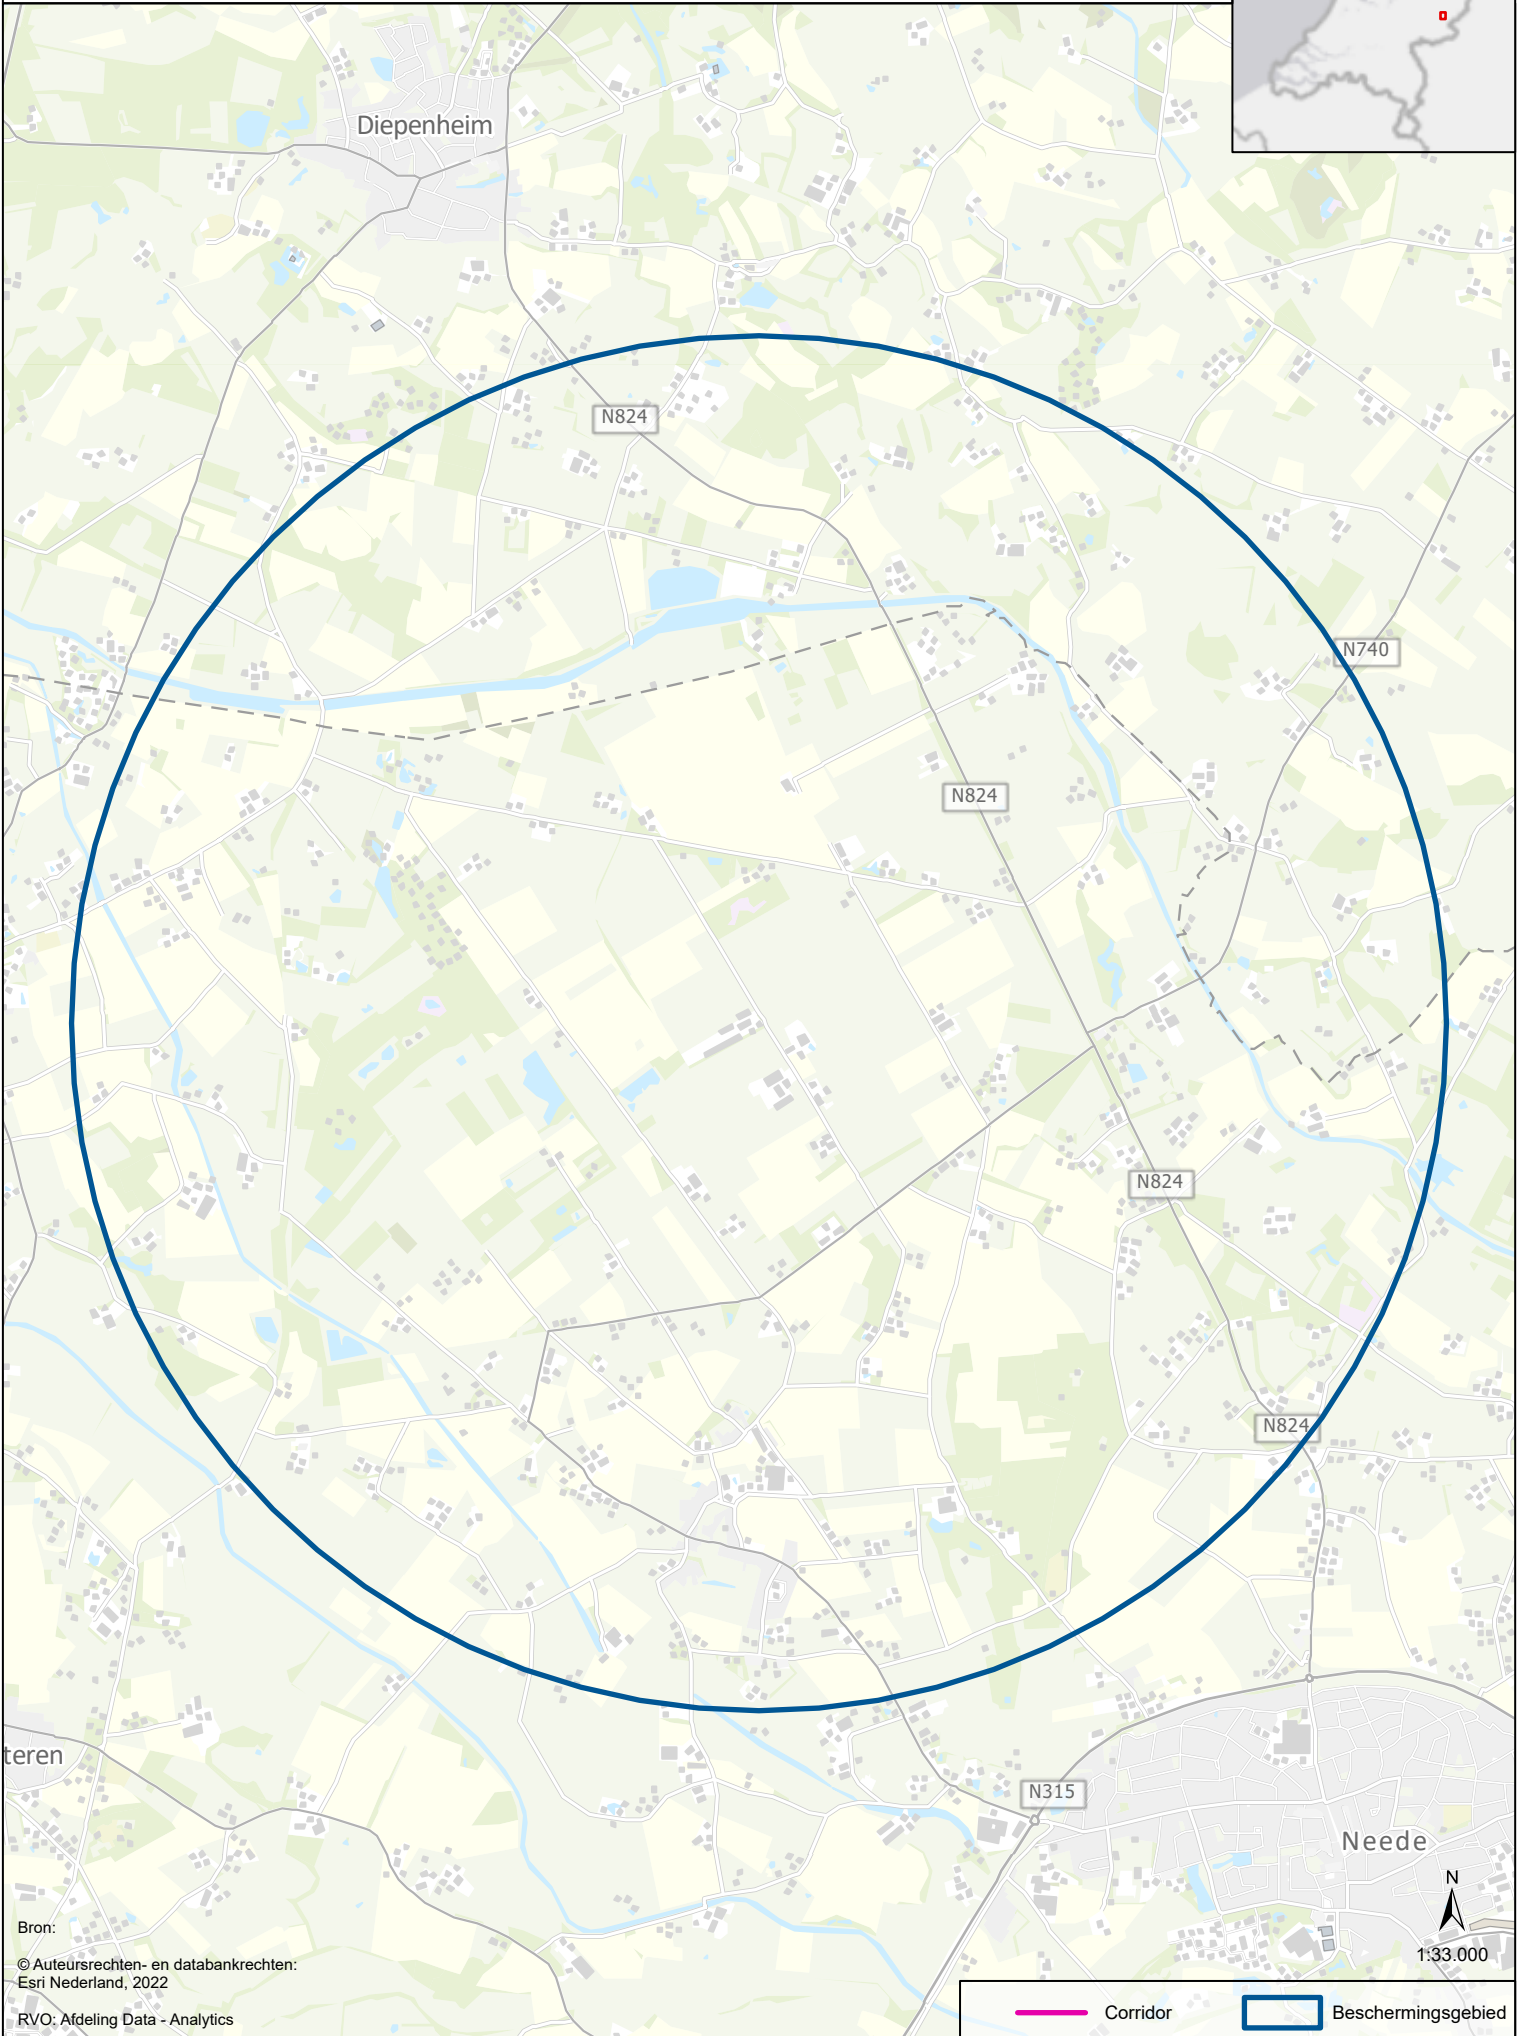 Diepenheim
N824
N740
N824
N824
N824
teren
N315
Neede
N
1:33.000
Bron:
© Auteursrechten- en databankrechten:
Esri Nederland, 2022
RVO: Afdeling Data - Analytics
Corridor
Beschermingsgebied